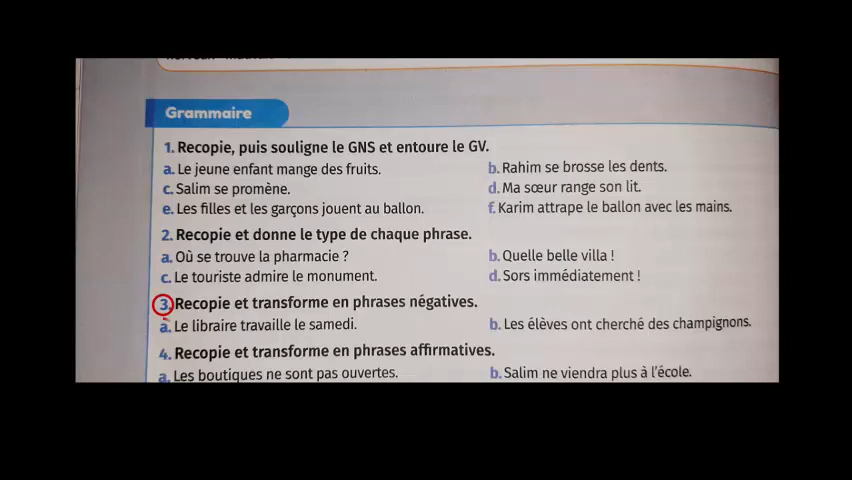 Grammaire
1. Recopie, puis souligne le GNS et entoure le GV.
a. Le jeune enfant mange des fruits. b. Rahim se brosse les dents.
c. Salim se promène. d. Ma sœur range son lit.
e. Les filles et les garçons jouent au ballon. f. Karim attrape le ballon avec les mains.
2. Recopie et donne le type de chaque phrase.
a. Où se trouve la pharmacie ? b. Quelle belle villa !
c. Le touriste admire le monument. d. Sors immédiatement !
3. Recopie et transforme en phrases négatives.
a. Le libraire travaille le samedi. b. Les élèves ont cherché des champignons.
4. Recopie et transforme en phrases affirmatives.
a. Les boutiques ne sont pas ouvertes. b. Salim ne viendra plus à l'école.